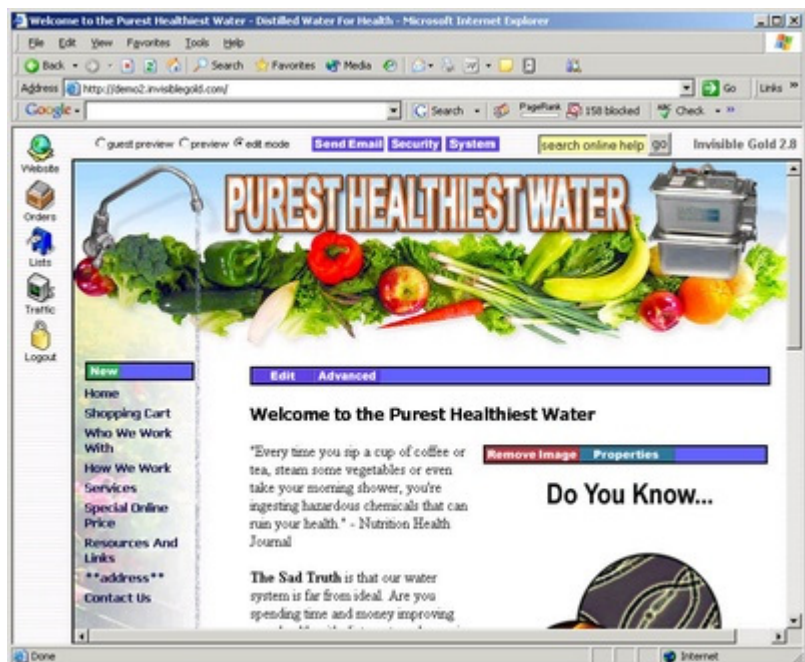 Welcome to the Purest Healthiest Water - Distilled Water For Health - Microsoft Internet Explorer
File Edit View Favorites Tools Help
Back Search Favorites Media
Address http://demo2.invisiblegold.com/ Go Links »
Google Search PageRank 158 blocked ABC Check »
guest preview preview edit mode Send Email Security System search online help go Invisible Gold 2.8
Website
Orders
Lists
Traffic
Logout
PUREST HEALTHIEST WATER
New
Home
Shopping Cart
Who We Work
With
How We Work
Services
Special Online
Price
Resources And
Links
**address**
Contact Us
Edit Advanced
Welcome to the Purest Healthiest Water
"Every time you sip a cup of coffee or
tea, steam some vegetables or even
take your morning shower, you're
ingesting hazardous chemicals that can
ruin your health." - Nutrition Health
Journal
The Sad Truth is that our water
system is far from ideal. Are you
spending time and money improving
Remove Image Properties
Do You Know...
Done Internet